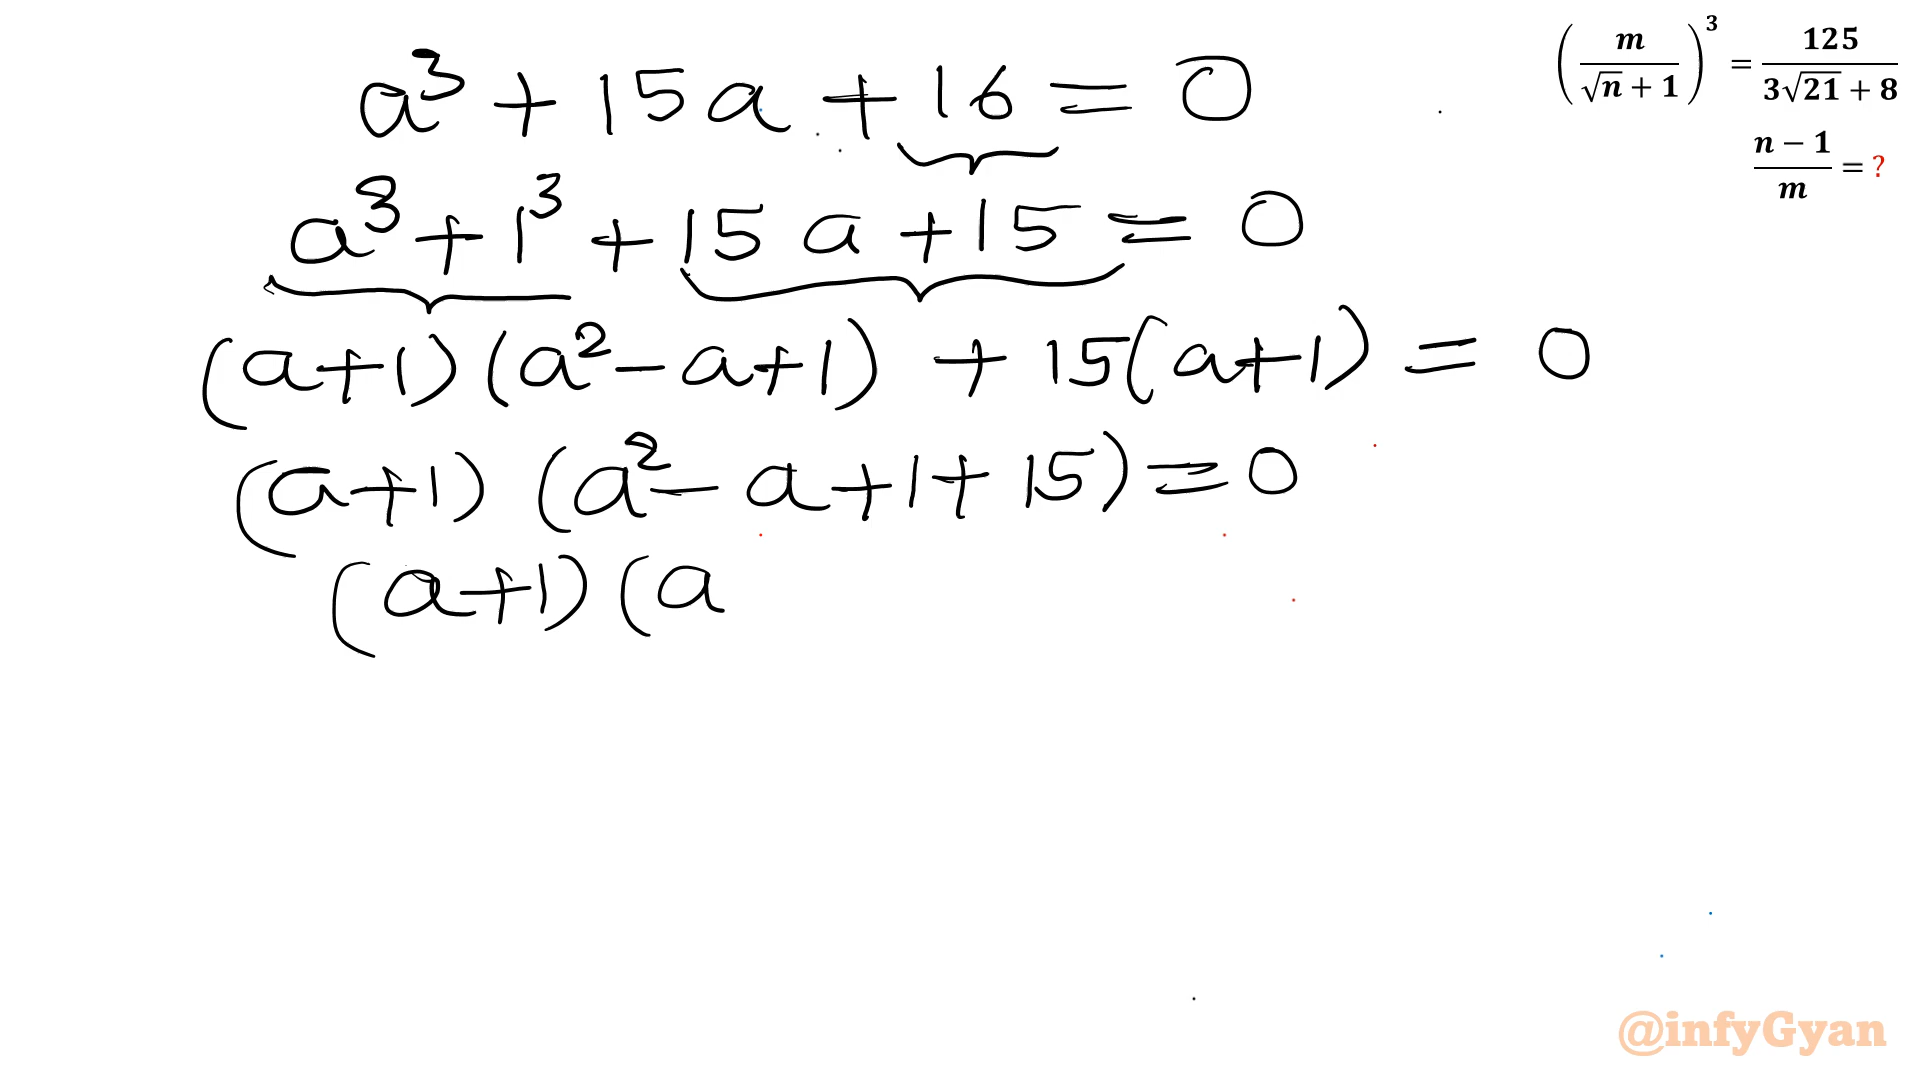 a³ + 15a + 16 = 0
a³ + 1³ + 15a + 15 = 0
(a+1)(a² - a + 1) + 15(a+1) = 0
(a+1)(a² - a + 1 + 15) = 0
(a+1)(a
(m/(√n + 1))³ = 125/(3√21 + 8)
(n − 1)/m = ?
@infyGyan